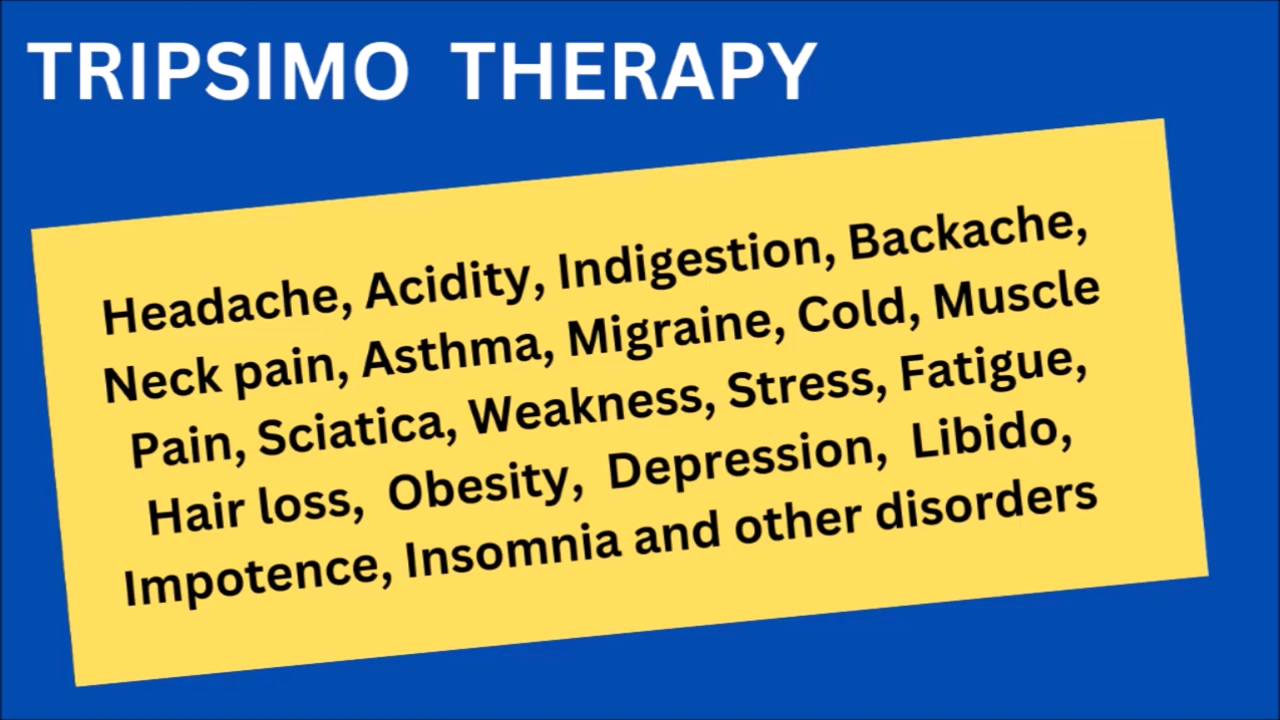 TRIPSIMO THERAPY
Headache, Acidity, Indigestion, Backache,
Neck pain, Asthma, Migraine, Cold, Muscle
Pain, Sciatica, Weakness, Stress, Fatigue,
Hair loss, Obesity, Depression, Libido,
Impotence, Insomnia and other disorders